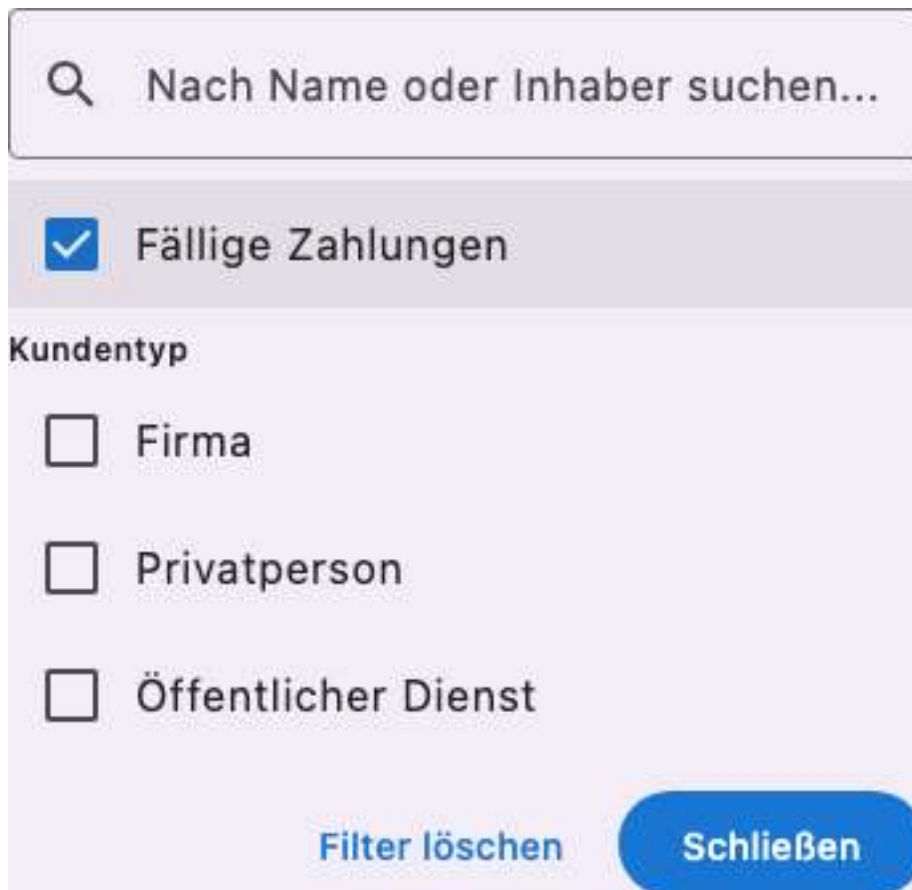 Nach Name oder Inhaber suchen...
Fällige Zahlungen
Kundentyp
Firma
Privatperson
Öffentlicher Dienst
Filter löschen Schließen